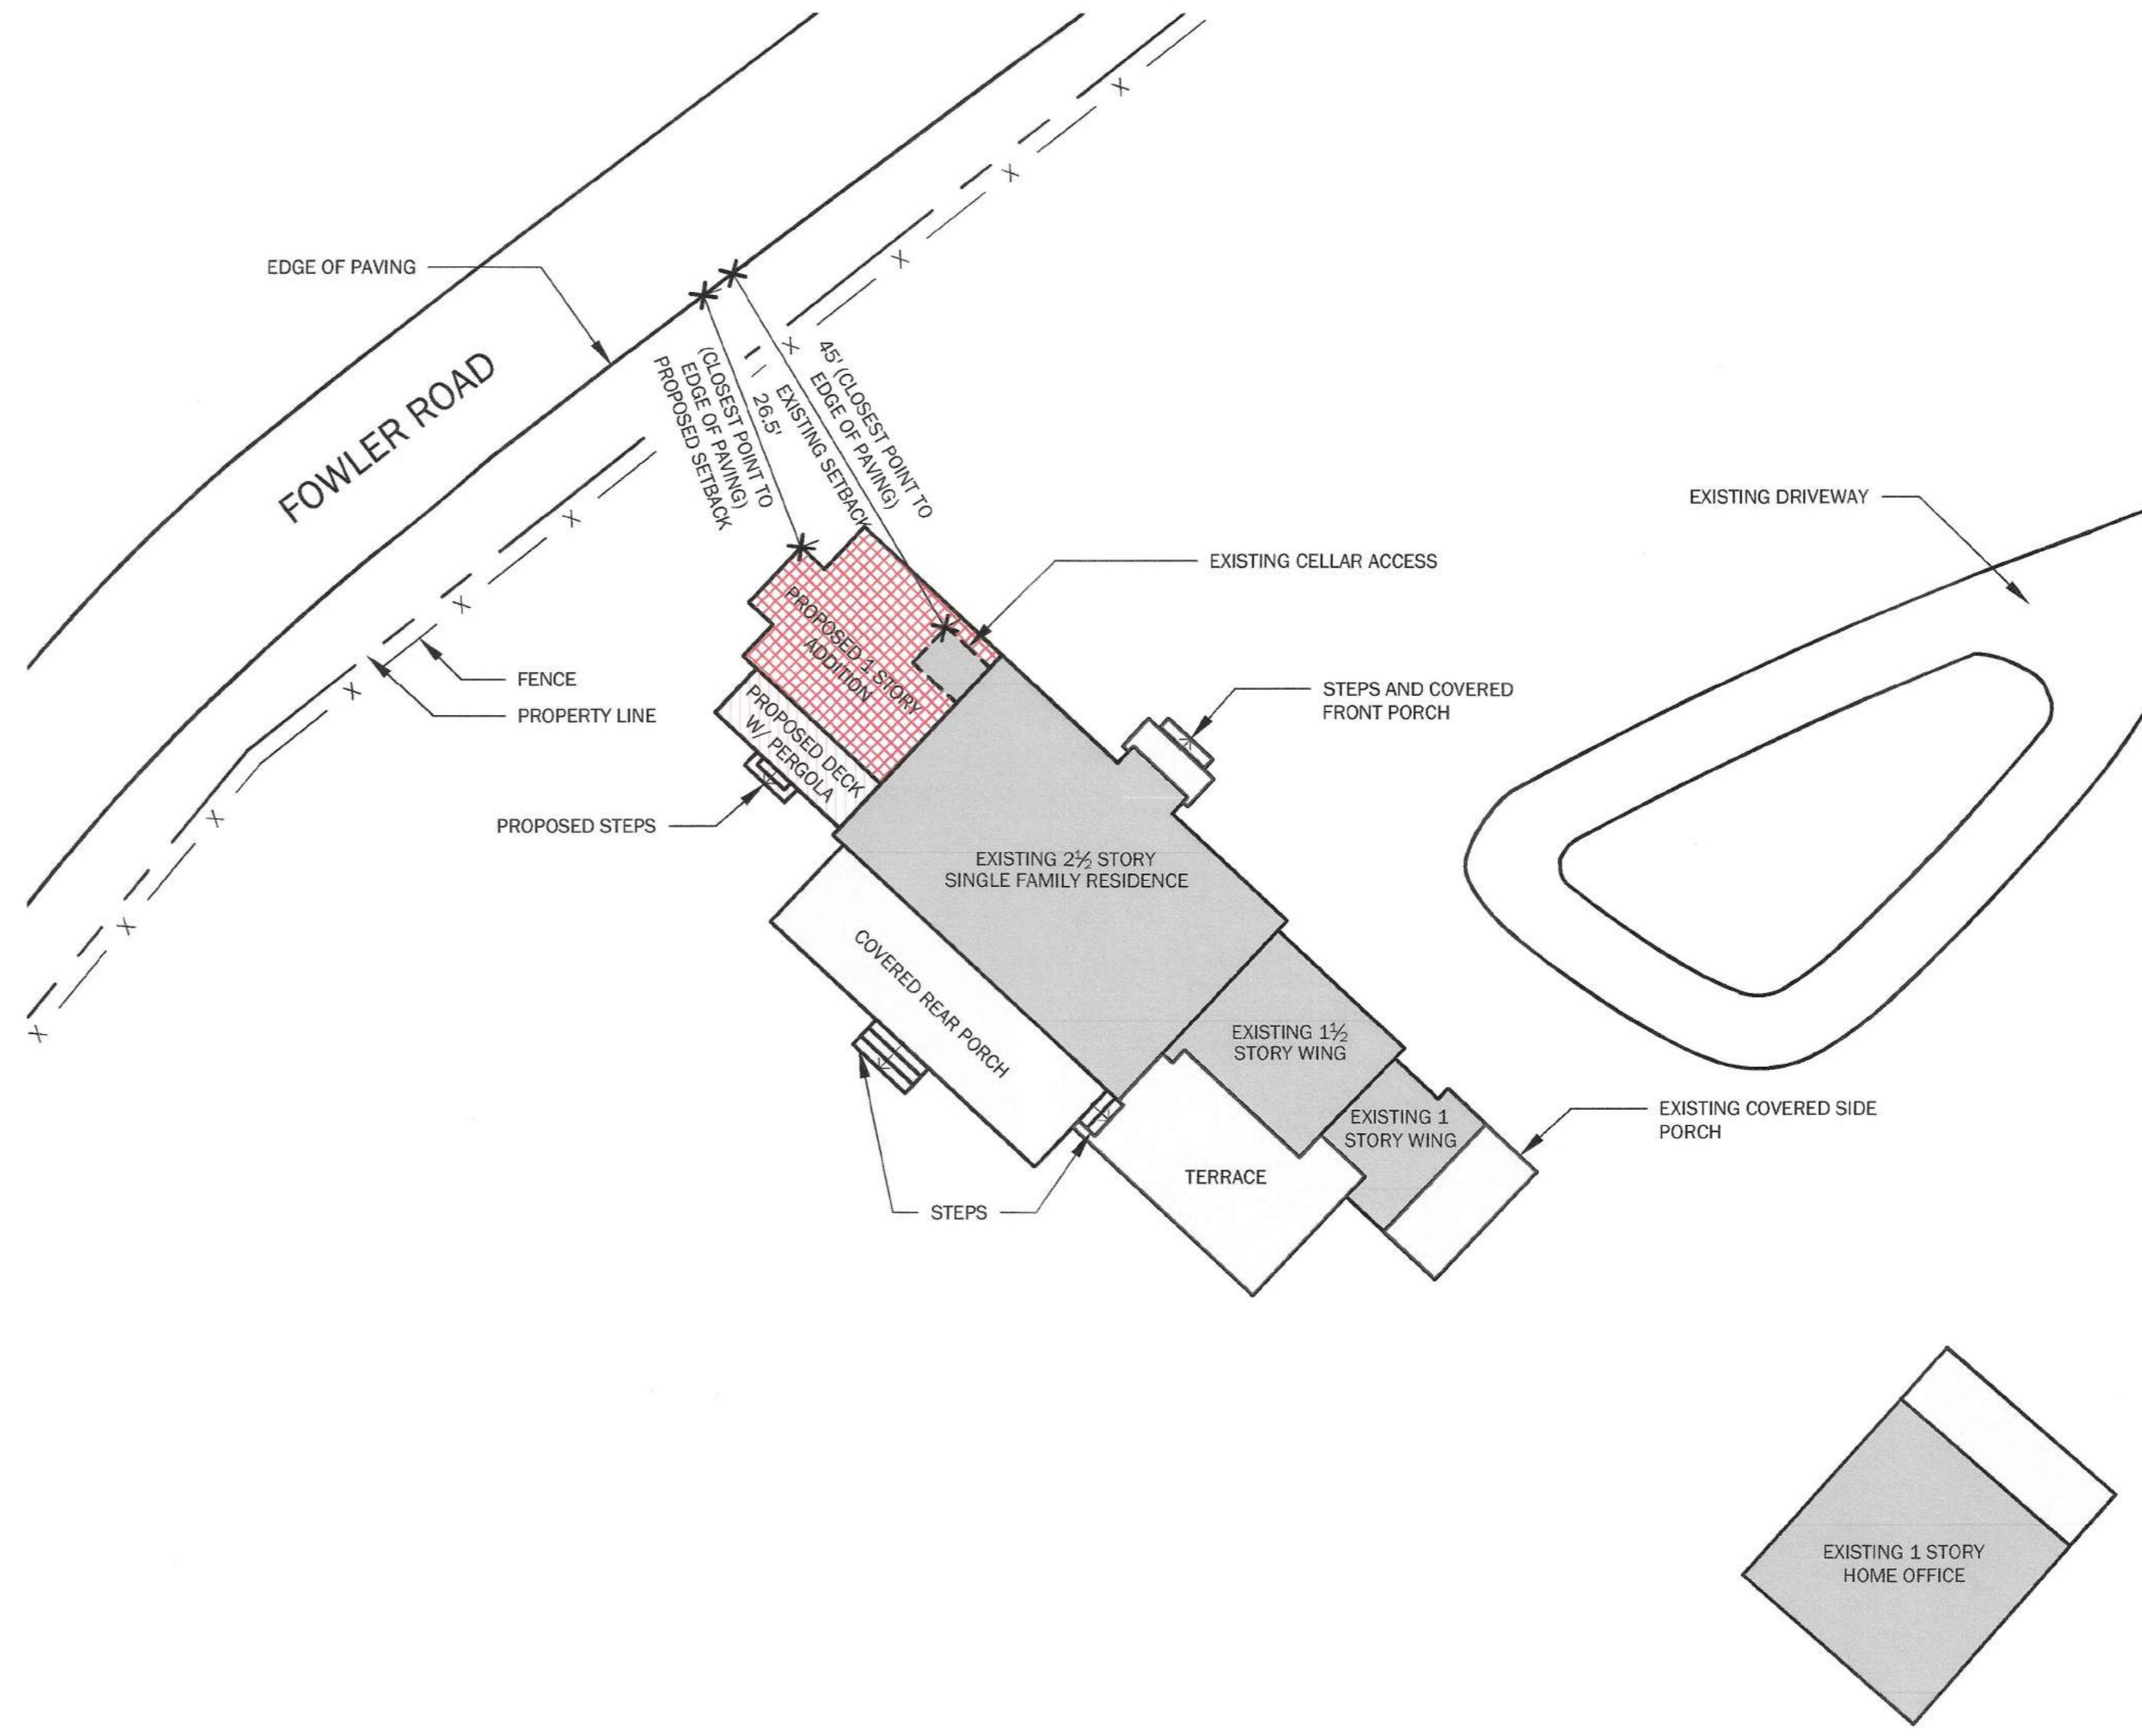 EDGE OF PAVING
FOWLER ROAD
45' (CLOSEST POINT TO
EDGE OF PAVING)
EXISTING SETBACK
26.5'
(CLOSEST POINT TO
EDGE OF PAVING)
PROPOSED SETBACK
EXISTING DRIVEWAY
EXISTING CELLAR ACCESS
PROPOSED 1 STORY
ADDITION
FENCE
PROPERTY LINE
STEPS AND COVERED
FRONT PORCH
PROPOSED DECK
W/ PERGOLA
PROPOSED STEPS
EXISTING 2½ STORY
SINGLE FAMILY RESIDENCE
COVERED REAR PORCH
EXISTING 1½
STORY WING
EXISTING 1
STORY WING
EXISTING COVERED SIDE
PORCH
TERRACE
STEPS
EXISTING 1 STORY
HOME OFFICE